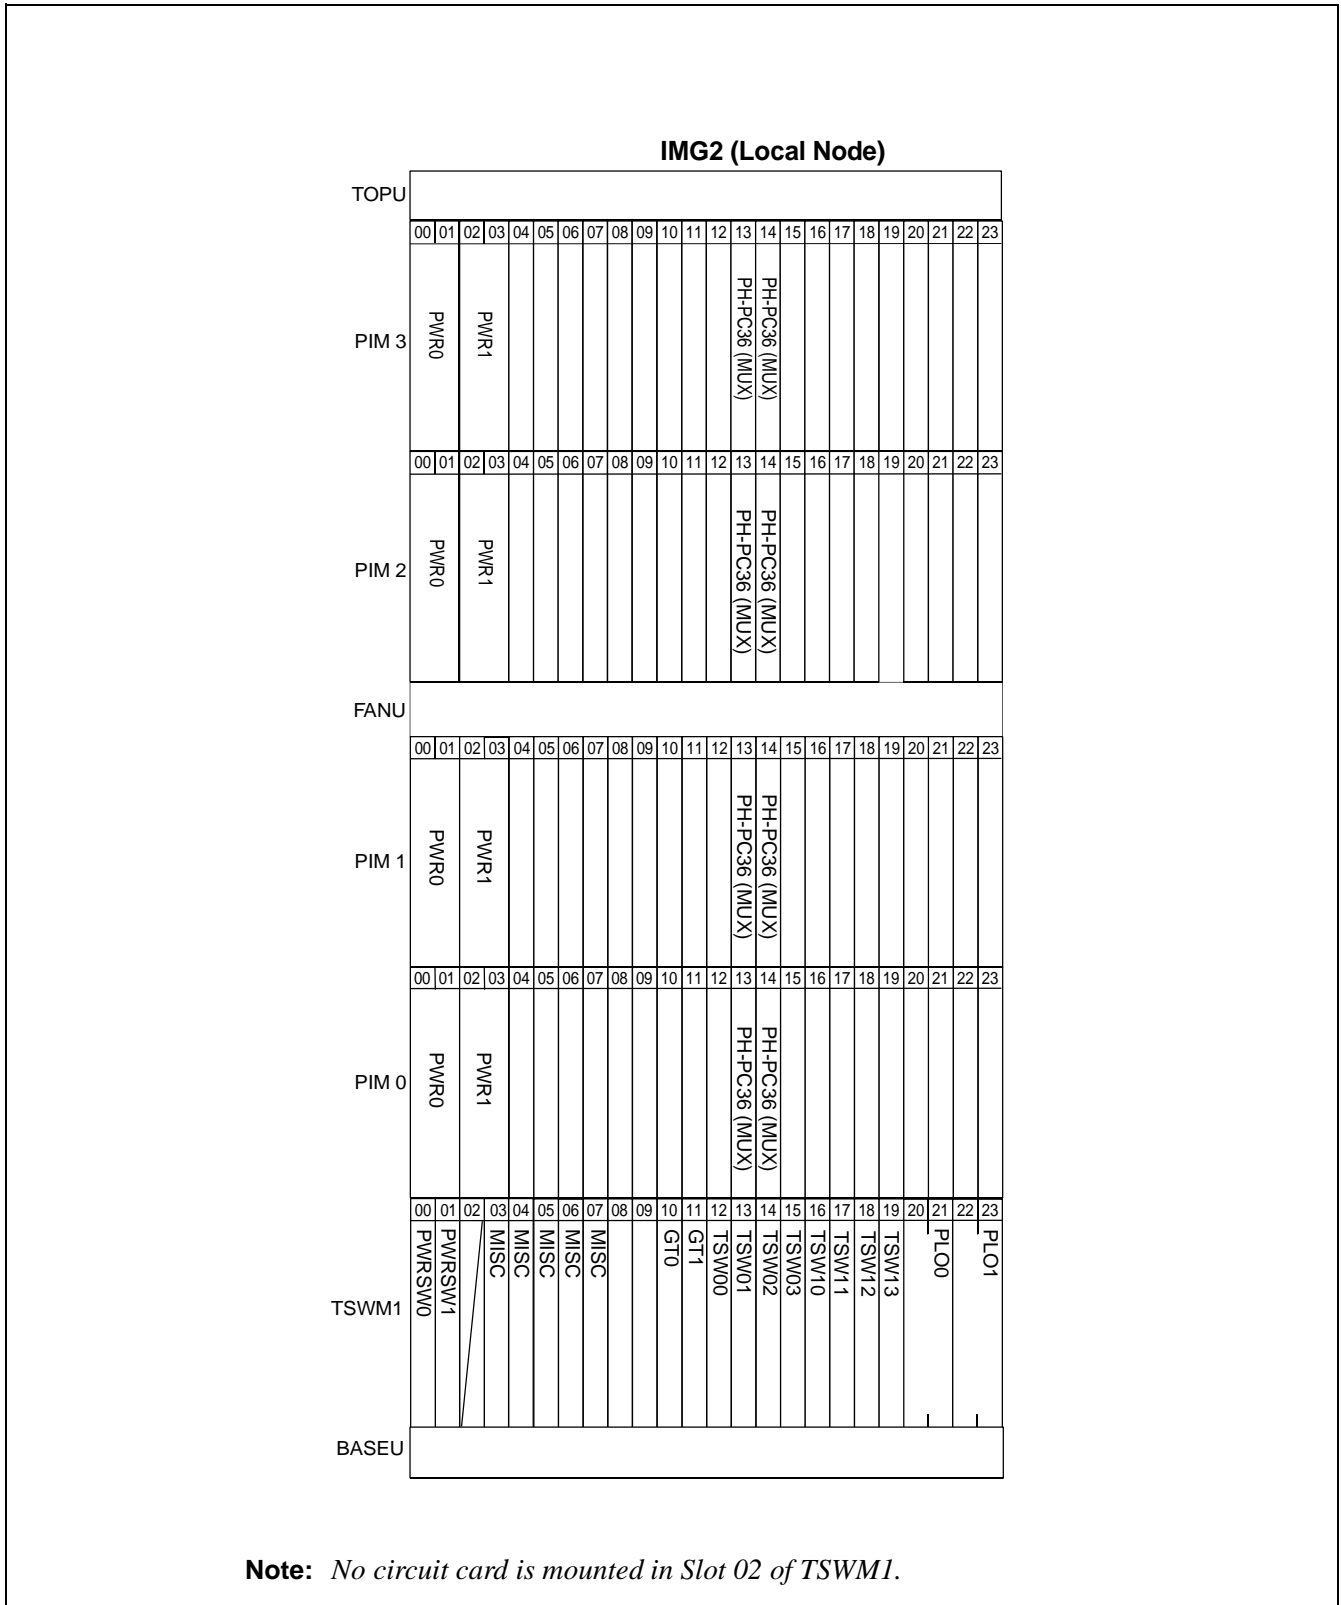 IMG2 (Local Node)
TOPU
00 01 02 03 04 05 06 07 08 09 10 11 12 13 14 15 16 17 18 19 20 21 22 23
PIM 3
PWR0
PWR1
PH-PC36 (MUX)
PH-PC36 (MUX)
00 01 02 03 04 05 06 07 08 09 10 11 12 13 14 15 16 17 18 19 20 21 22 23
PIM 2
PWR0
PWR1
PH-PC36 (MUX)
PH-PC36 (MUX)
FANU
00 01 02 03 04 05 06 07 08 09 10 11 12 13 14 15 16 17 18 19 20 21 22 23
PIM 1
PWR0
PWR1
PH-PC36 (MUX)
PH-PC36 (MUX)
00 01 02 03 04 05 06 07 08 09 10 11 12 13 14 15 16 17 18 19 20 21 22 23
PIM 0
PWR0
PWR1
PH-PC36 (MUX)
PH-PC36 (MUX)
00 01 02 03 04 05 06 07 08 09 10 11 12 13 14 15 16 17 18 19 20 21 22 23
TSWM1
PWRSW0
PWRSW1
MISC
MISC
MISC
MISC
MISC
GT0
GT1
TSW00
TSW01
TSW02
TSW03
TSW10
TSW11
TSW12
TSW13
PLO0
PLO1
BASEU
Note: No circuit card is mounted in Slot 02 of TSWM1.